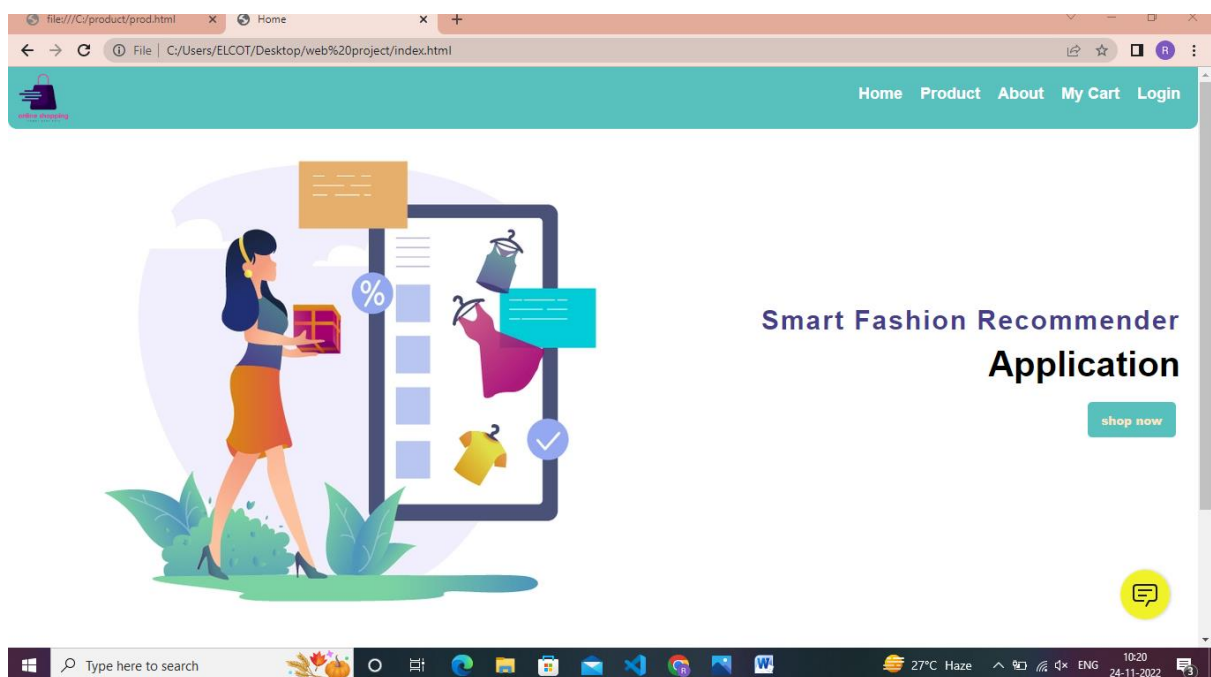 file:///C:/product/prod.html
Home
File | C:/Users/ELCOT/Desktop/web%20project/index.html
R
online shopping
Home Product About My Cart Login
%
Smart Fashion Recommender
Application
shop now
Type here to search
27°C Haze
ENG
10:20
24-11-2022
3